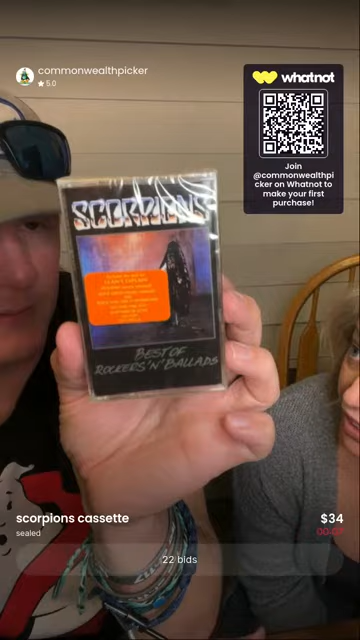 commonwealthpicker
★ 5.0
whatnot
Join
@commonwealthpi
cker on Whatnot to
make your first
purchase!
SCORPIONS
BEST OF
ROCKERS 'N' BALLADS
scorpions cassette
$34
sealed
22 bids